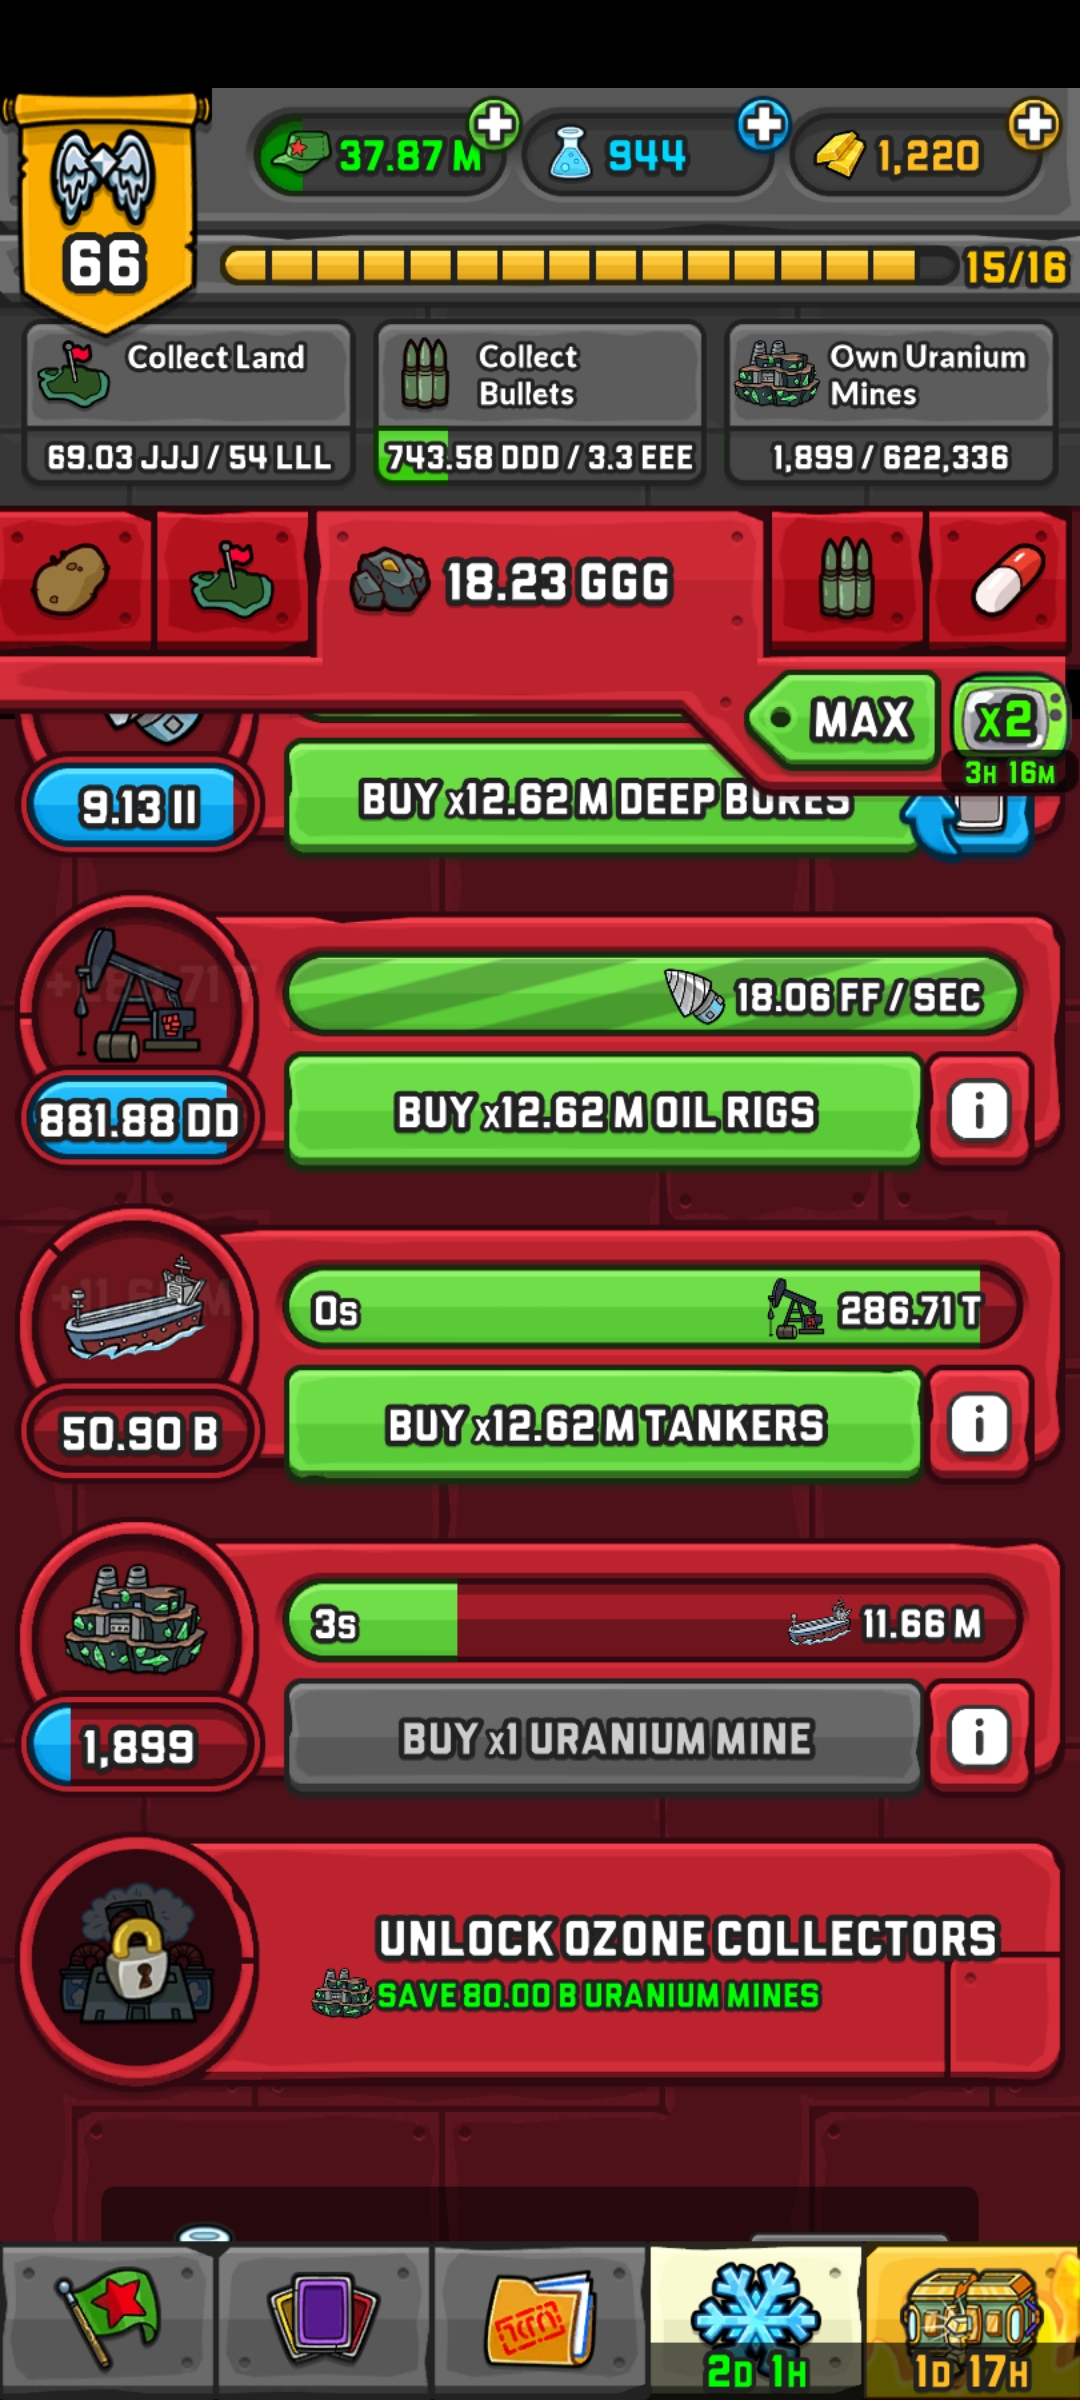 37.87 M
944
1,220
66
15/16
Collect Land
69.03 JJJ / 54 LLL
Collect
Bullets
743.58 DDD / 3.3 EEE
Own Uranium
Mines
1,899 / 622,336
18.23 GGG
MAX
x2
3H 16M
9.13 II
BUY x12.62 M DEEP BORES
18.06 FF / SEC
881.88 DD
BUY x12.62 M OIL RIGS
0s
286.71 T
50.90 B
BUY x12.62 M TANKERS
3s
11.66 M
1,899
BUY x1 URANIUM MINE
UNLOCK OZONE COLLECTORS
SAVE 80.00 B URANIUM MINES
2D 1H
1D 17H